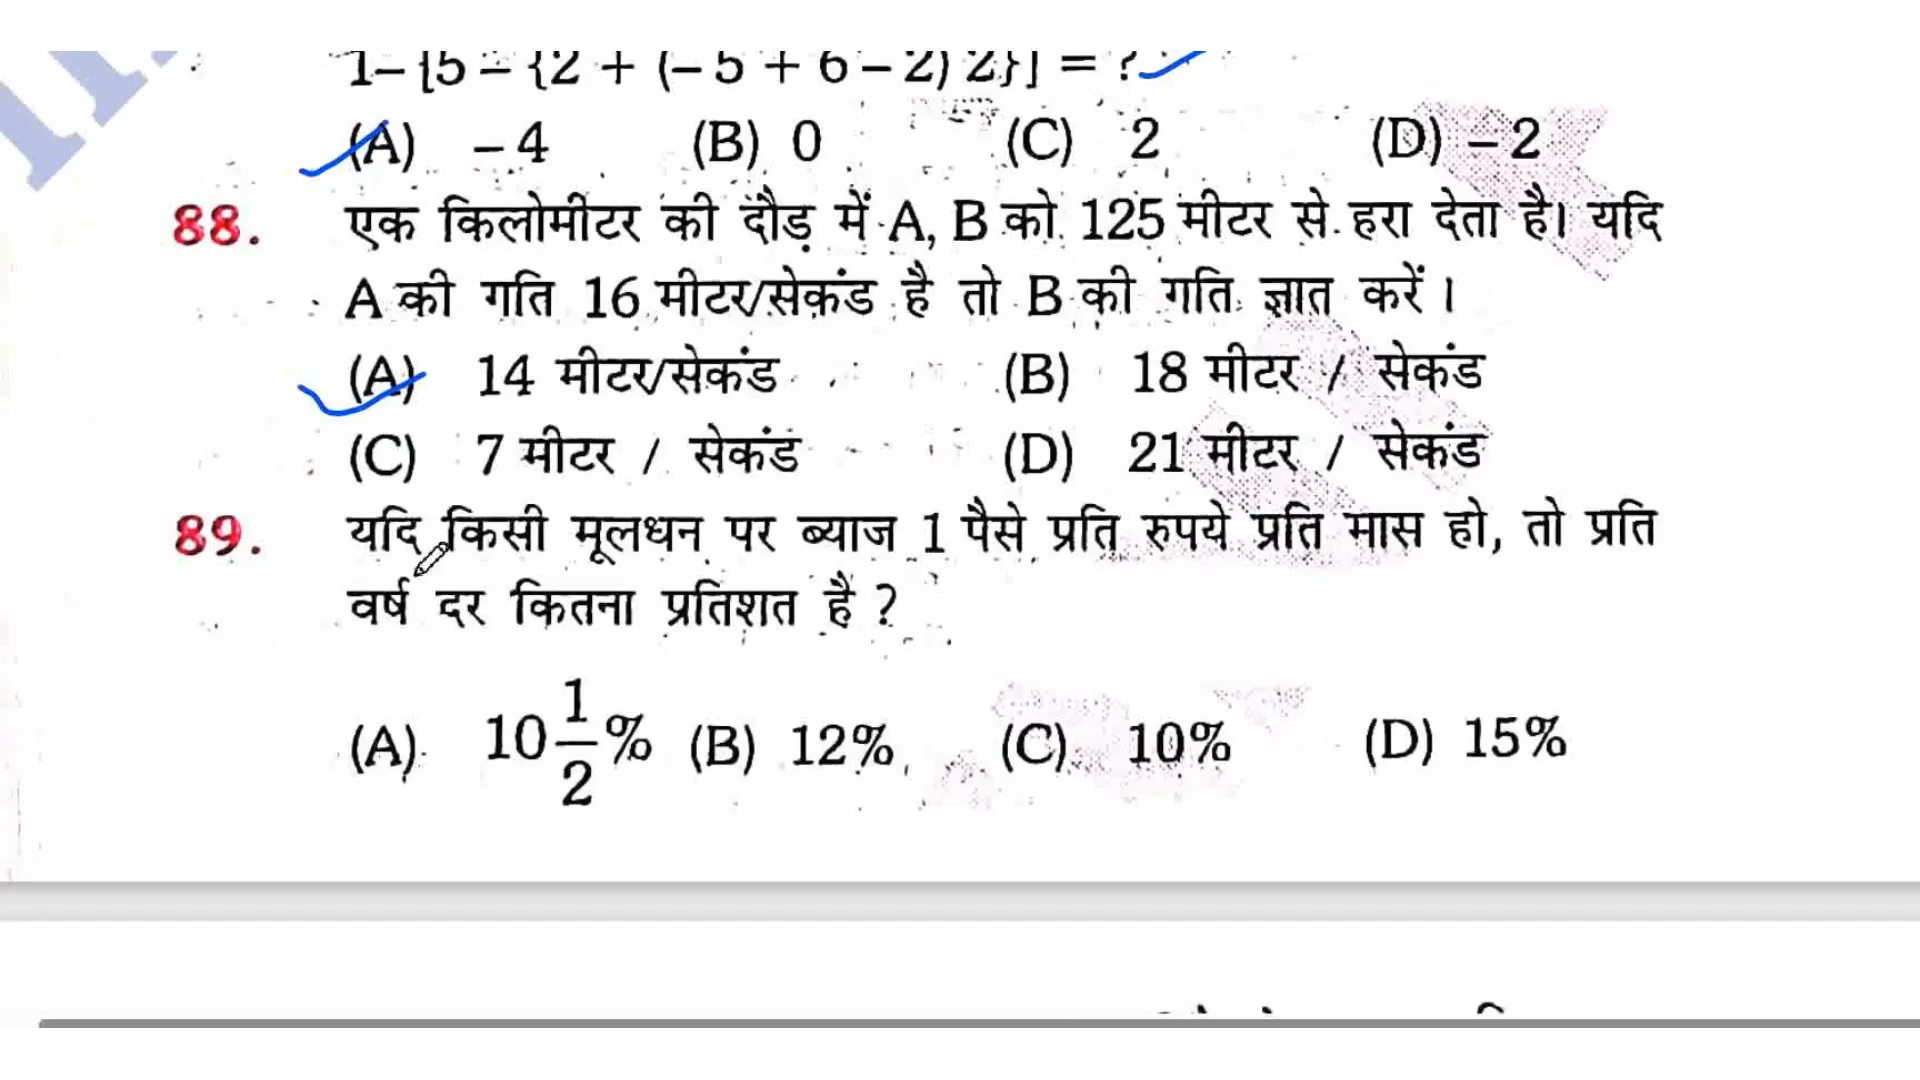 1–[5 – {2 + (– 5 + 6 – 2) 2}] = ?
(A) – 4 (B) 0 (C) 2 (D) – 2
88. एक किलोमीटर की दौड़ में A, B को 125 मीटर से हरा देता है। यदि
A की गति 16 मीटर/सेकंड है तो B की गति ज्ञात करें।
(A) 14 मीटर/सेकंड (B) 18 मीटर / सेकंड
(C) 7 मीटर / सेकंड (D) 21 मीटर / सेकंड
89. यदि किसी मूलधन पर ब्याज 1 पैसे प्रति रुपये प्रति मास हो, तो प्रति
वर्ष दर कितना प्रतिशत है ?
(A) 10 1/2 % (B) 12% (C) 10% (D) 15%